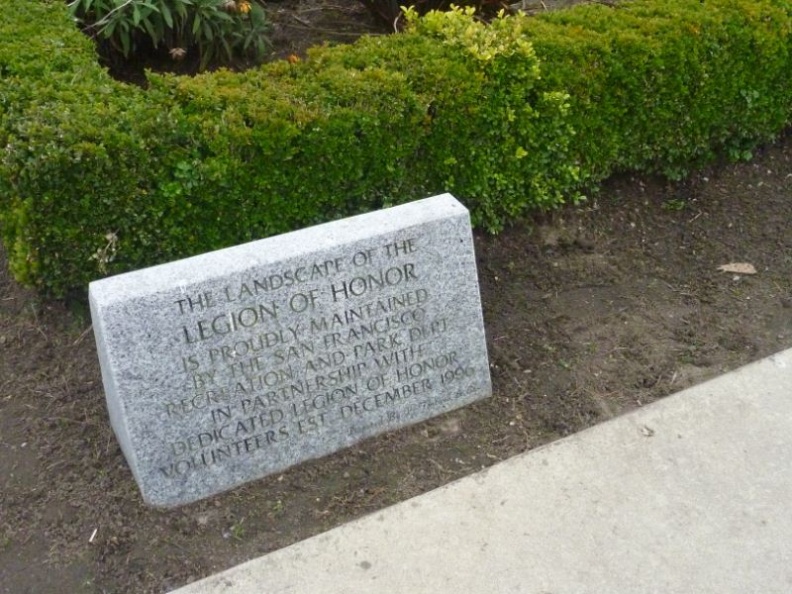 THE LANDSCAPE OF THE
LEGION OF HONOR
IS PROUDLY MAINTAINED
BY THE SAN FRANCISCO
RECREATION AND PARK DEPT.
IN PARTNERSHIP WITH
DEDICATED LEGION OF HONOR
VOLUNTEERS EST. DECEMBER 1996